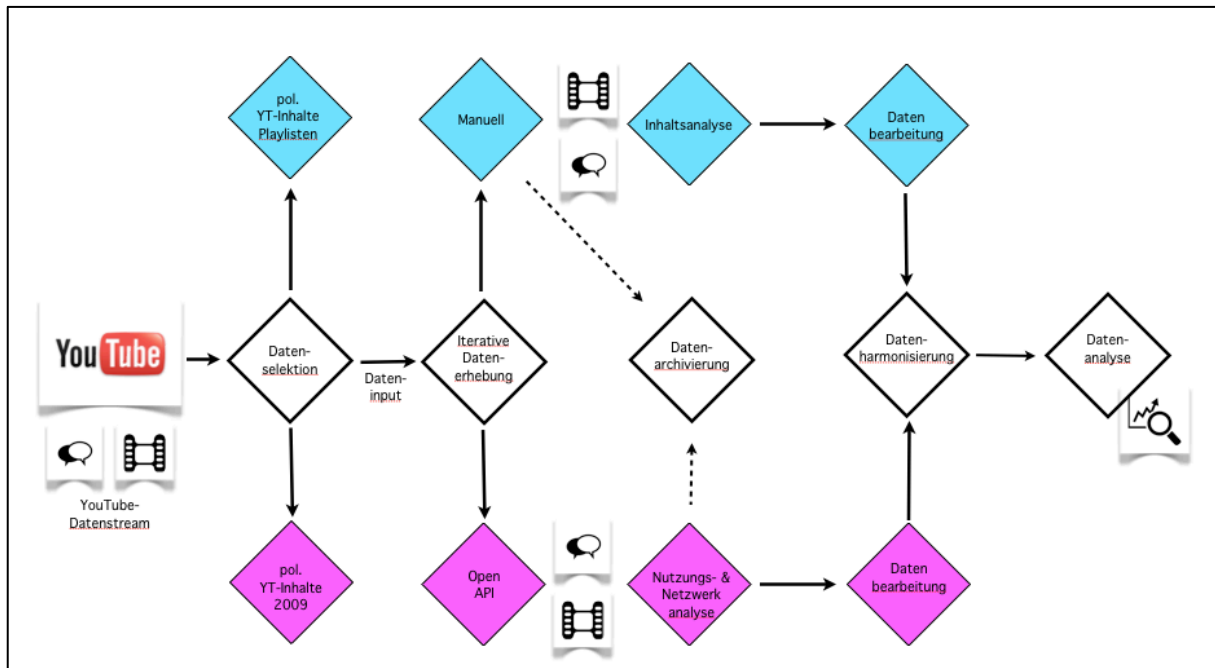 pol.
YT-Inhalte
Playlisten
Manuell
Inhaltsanalyse
Daten
bearbeitung
YouTube
Daten-
selektion
Daten-
input
Iterative
Daten-
erhebung
Daten-
archivierung
Daten-
harmonisierung
Daten-
analyse
YouTube-
Datenstream
pol.
YT-Inhalte
2009
Open
API
Nutzungs- &
Netzwerk
analyse
Daten
bearbeitung